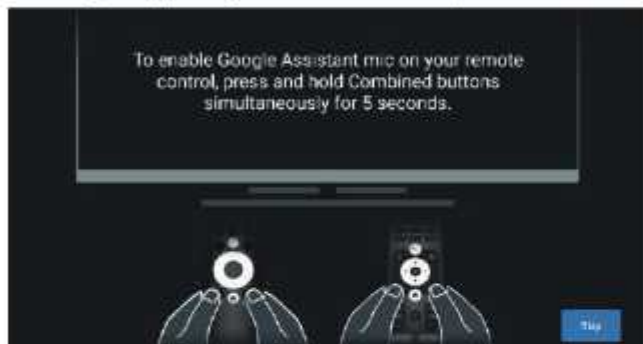 To enable Google Assistant mic on your remote
control, press and hold Combined buttons
simultaneously for 5 seconds.